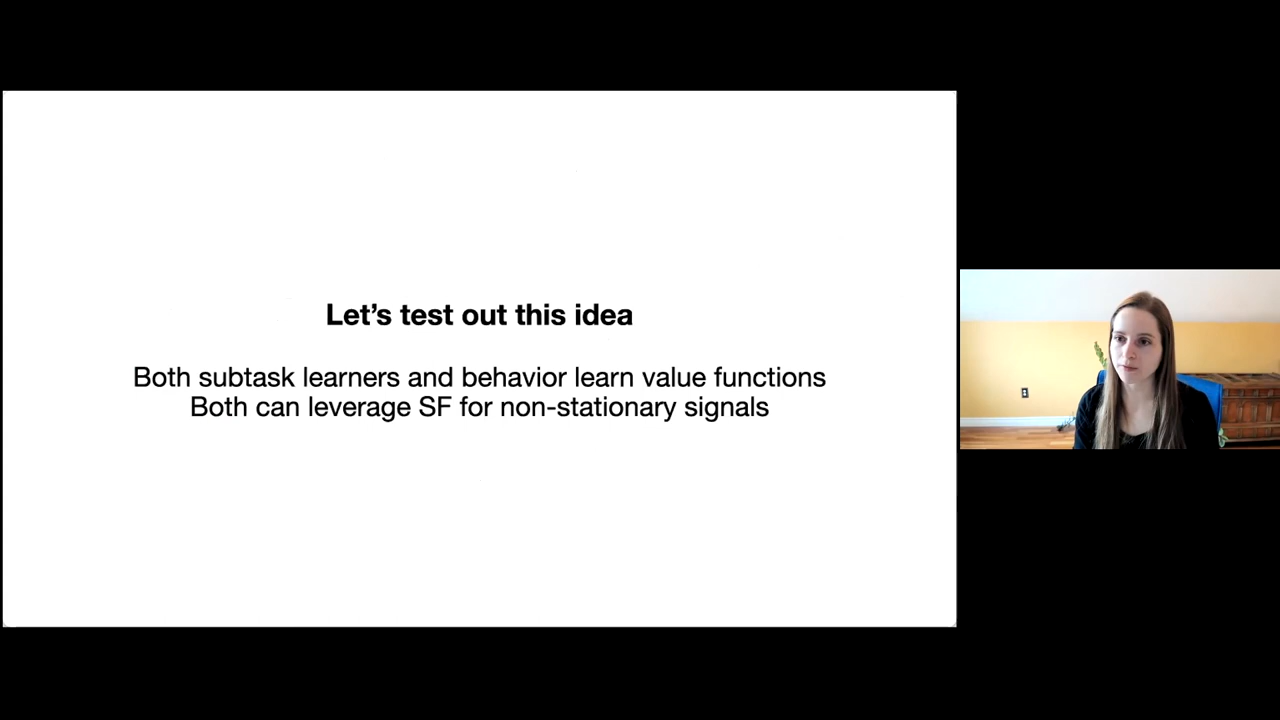 Let’s test out this idea
Both subtask learners and behavior learn value functions
Both can leverage SF for non-stationary signals